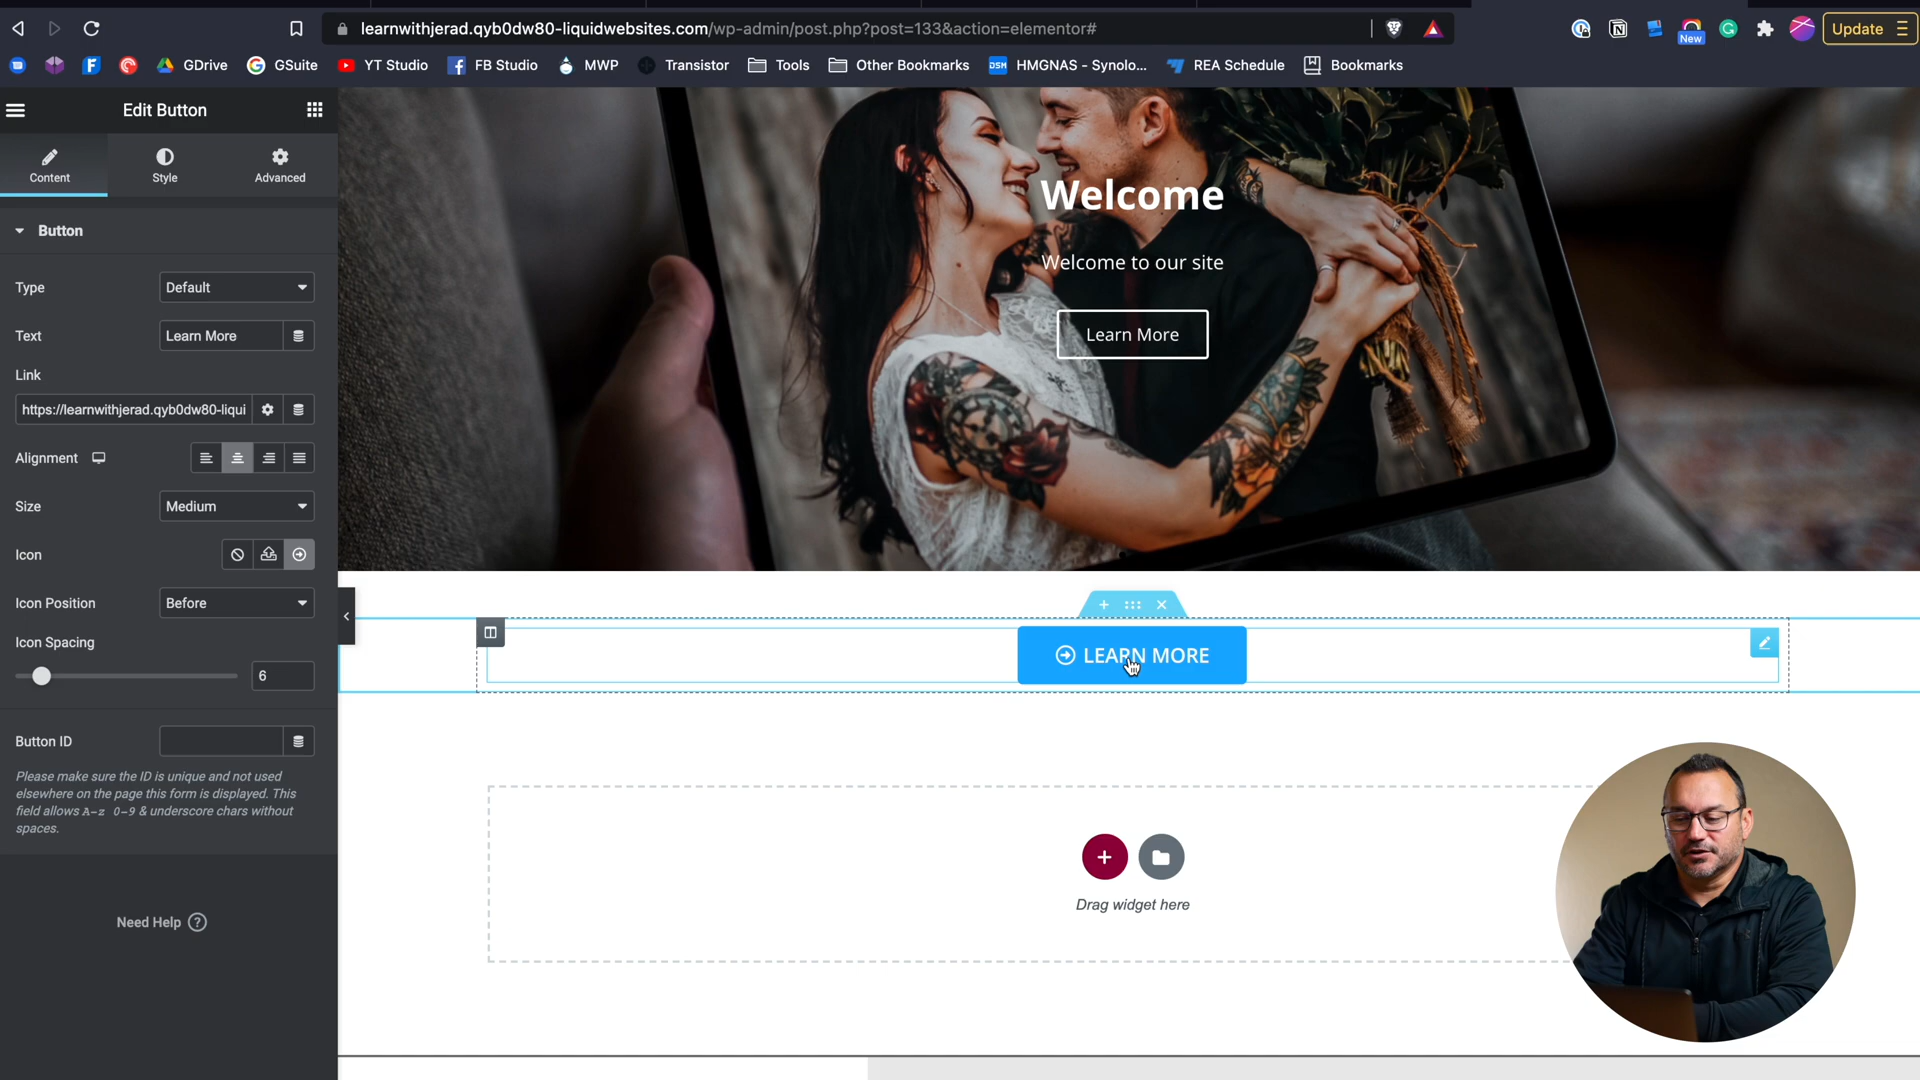 learnwithjerad.qyb0dw80-liquidwebsites.com/wp-admin/post.php?post=133&action=elementor#
New
Update
GDrive
GSuite
YT Studio
FB Studio
MWP
Transistor
Tools
Other Bookmarks
DSM
HMGNAS - Synolo...
REA Schedule
Bookmarks
Edit Button
Content
Style
Advanced
Button
Type
Default
Text
Learn More
Link
https://learnwithjerad.qyb0dw80-liqui
Alignment
Size
Medium
Icon
Icon Position
Before
Icon Spacing
6
Button ID
Please make sure the ID is unique and not used
elsewhere on the page this form is displayed. This
field allows A-z 0-9 & underscore chars without
spaces.
Need Help
Welcome
Welcome to our site
Learn More
LEARN MORE
Drag widget here